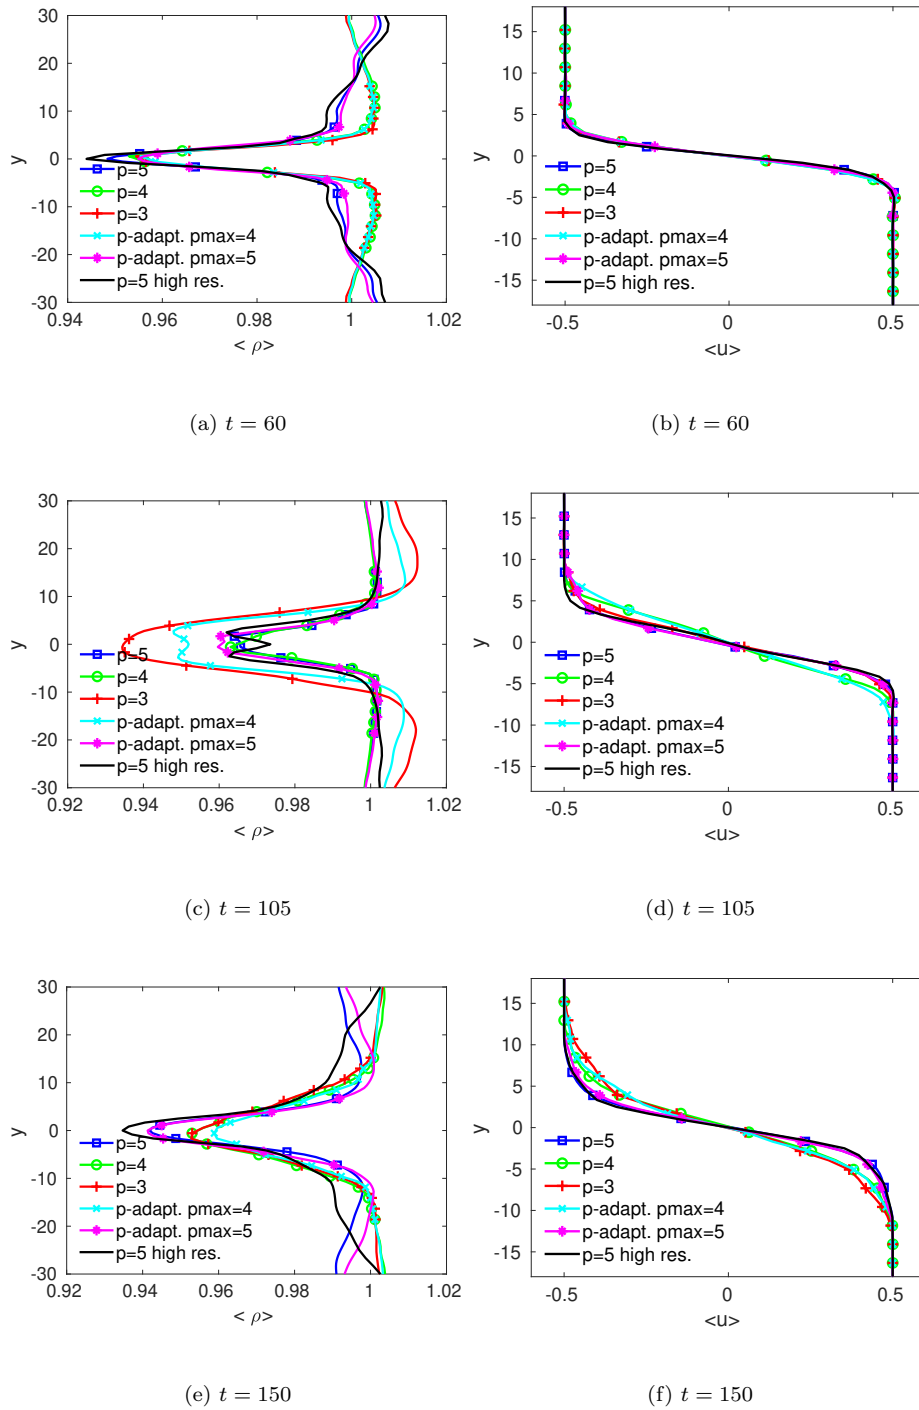 30
20
10
0
-10
-20
-30
y
p=5
p=4
p=3
p-adapt. pmax=4
p-adapt. pmax=5
p=5 high res.
0.94 0.96 0.98 1 1.02
< ρ>
(a) t = 60
15
10
5
0
-5
-10
-15
y
p=5
p=4
p=3
p-adapt. pmax=4
p-adapt. pmax=5
p=5 high res.
-0.5 0 0.5
<u>
(b) t = 60
30
20
10
0
-10
-20
-30
y
p=5
p=4
p=3
p-adapt. pmax=4
p-adapt. pmax=5
p=5 high res.
0.92 0.94 0.96 0.98 1 1.02
< ρ>
(c) t = 105
15
10
5
0
-5
-10
-15
y
p=5
p=4
p=3
p-adapt. pmax=4
p-adapt. pmax=5
p=5 high res.
-0.5 0 0.5
<u>
(d) t = 105
30
20
10
0
-10
-20
-30
y
p=5
p=4
p=3
p-adapt. pmax=4
p-adapt. pmax=5
p=5 high res.
0.92 0.94 0.96 0.98 1 1.02
< ρ>
(e) t = 150
15
10
5
0
-5
-10
-15
y
p=5
p=4
p=3
p-adapt. pmax=4
p-adapt. pmax=5
p=5 high res.
-0.5 0 0.5
<u>
(f) t = 150